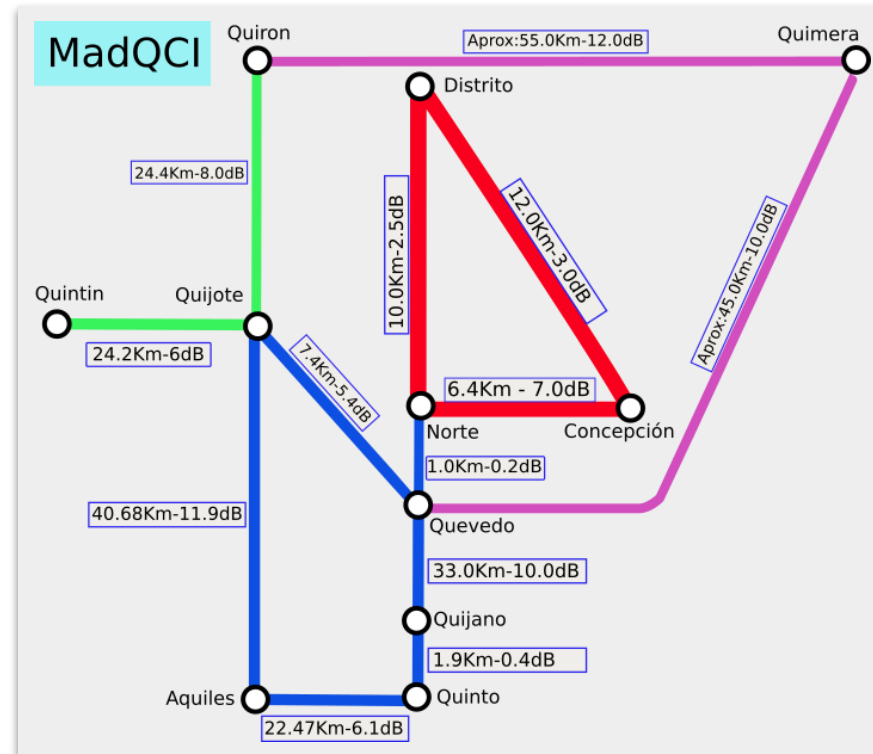 MadQCI
Quiron
Aprox:55.0Km-12.0dB
Quimera
Distrito
24.4Km-8.0dB
10.0Km-2.5dB
12.0Km-3.0dB
Aprox:45.0Km-10.0dB
Quintin
Quijote
24.2Km-6dB
7.4Km-5.4dB
6.4Km - 7.0dB
Norte
Concepción
1.0Km-0.2dB
40.68Km-11.9dB
Quevedo
33.0Km-10.0dB
Quijano
1.9Km-0.4dB
Aquiles
Quinto
22.47Km-6.1dB